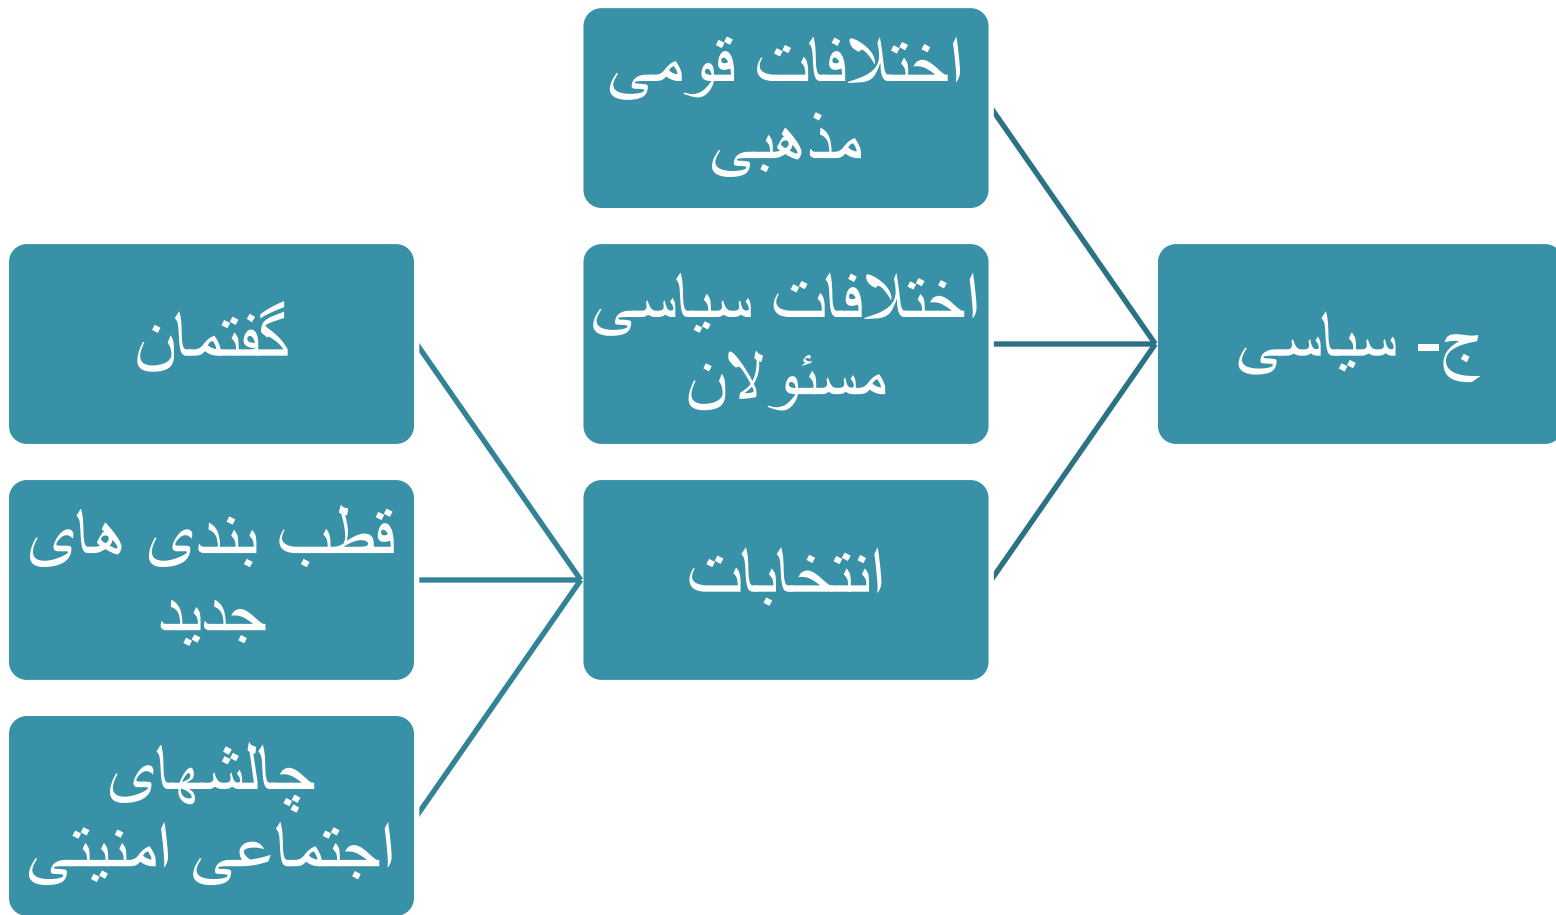 ج- سیاسی
اختلافات قومی
مذهبی
اختلافات سیاسی
مسئولان
انتخابات
گفتمان
قطب بندی های
جدید
چالشهای
اجتماعی امنیتی